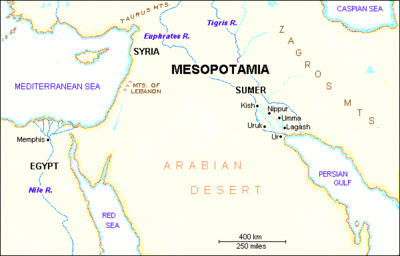 TAURUS MTS.
Tigris R.
CASPIAN SEA
Euphrates R.
SYRIA
ZAGROS MTS
MESOPOTAMIA
MEDITERRANEAN SEA
MTS. OF
LEBANON
SUMER
Kish
Nippur
Umma
Lagash
Uruk
Ur
Memphis
EGYPT
ARABIAN
DESERT
PERSIAN
GULF
Nile R.
RED
SEA
400 km
250 miles